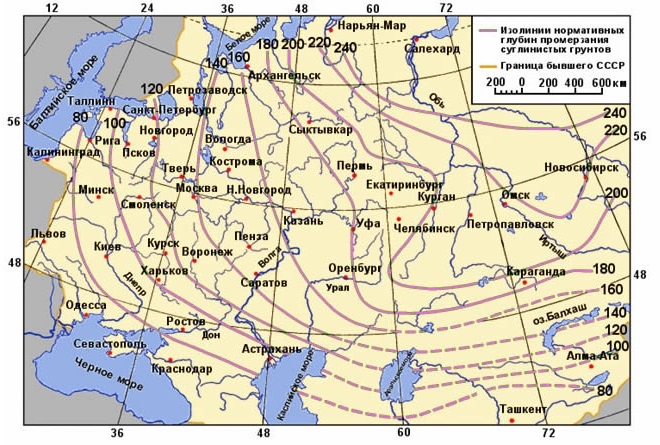 12
24
36
48
60
72
Изолинии нормативных
глубин промерзания
суглинистых грунтов
Граница бывшего СССР
200 0 200 400 600км
Белое море
180 200 220 240
Нарьян-Мар
Салехард
140 160
Архангельск
Балтийское море
Таллинн
120
Петрозаводск
Санкт-Петербург
Обь
240
220
56
80
100
Рига
Новгород
Псков
Вологда
Сыктывкар
56
Калининград
Кострома
Тверь
Пермь
Новосибирск
Минск
Москва
Н.Новгород
Екатеринбург
Курган
Омск
200
Смоленск
Казань
Уфа
Челябинск
Петропавловск
Львов
Киев
Курск
Воронеж
Пенза
Волга
Иртыш
48
Харьков
Саратов
Оренбург
Урал
Караганда
180
48
Днепр
160
Одесса
Ростов
Дон
оз.Балхаш
140
120
Севастополь
Астрахань
100
Черное море
Краснодар
Каспийское море
Алма-Ата
80
Ташкент
36
48
60
72